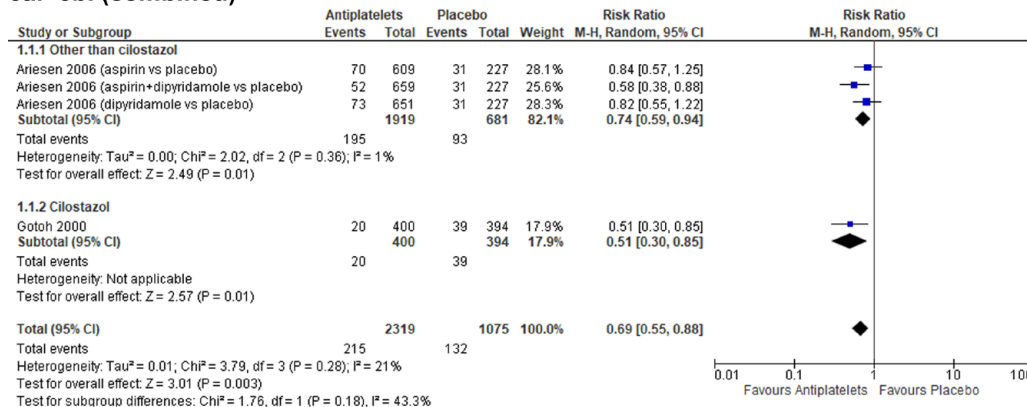 Antiplatelets Placebo Risk Ratio Risk Ratio
Study or Subgroup Events Total Events Total Weight M-H, Random, 95% CI M-H, Random, 95% CI
1.1.1 Other than cilostazol
Ariesen 2006 (aspirin vs placebo) 70 609 31 227 28.1% 0.84 [0.57, 1.25]
Ariesen 2006 (aspirin+dipyridamole vs placebo) 52 659 31 227 25.6% 0.58 [0.38, 0.88]
Ariesen 2006 (dipyridamole vs placebo) 73 651 31 227 28.3% 0.82 [0.55, 1.22]
Subtotal (95% CI) 1919 681 82.1% 0.74 [0.59, 0.94]
Total events 195 93
Heterogeneity: Tau² = 0.00; Chi² = 2.02, df = 2 (P = 0.36); I² = 1%
Test for overall effect: Z = 2.49 (P = 0.01)
1.1.2 Cilostazol
Gotoh 2000 20 400 39 394 17.9% 0.51 [0.30, 0.85]
Subtotal (95% CI) 400 394 17.9% 0.51 [0.30, 0.85]
Total events 20 39
Heterogeneity: Not applicable
Test for overall effect: Z = 2.57 (P = 0.01)
Total (95% CI) 2319 1075 100.0% 0.69 [0.55, 0.88]
Total events 215 132
Heterogeneity: Tau² = 0.01; Chi² = 3.79, df = 3 (P = 0.28); I² = 21%
Test for overall effect: Z = 3.01 (P = 0.003)
Test for subgroup differences: Chi² = 1.76, df = 1 (P = 0.18), I² = 43.3%
0.01 0.1 1 10
Favours Antiplatelets Favours Placebo